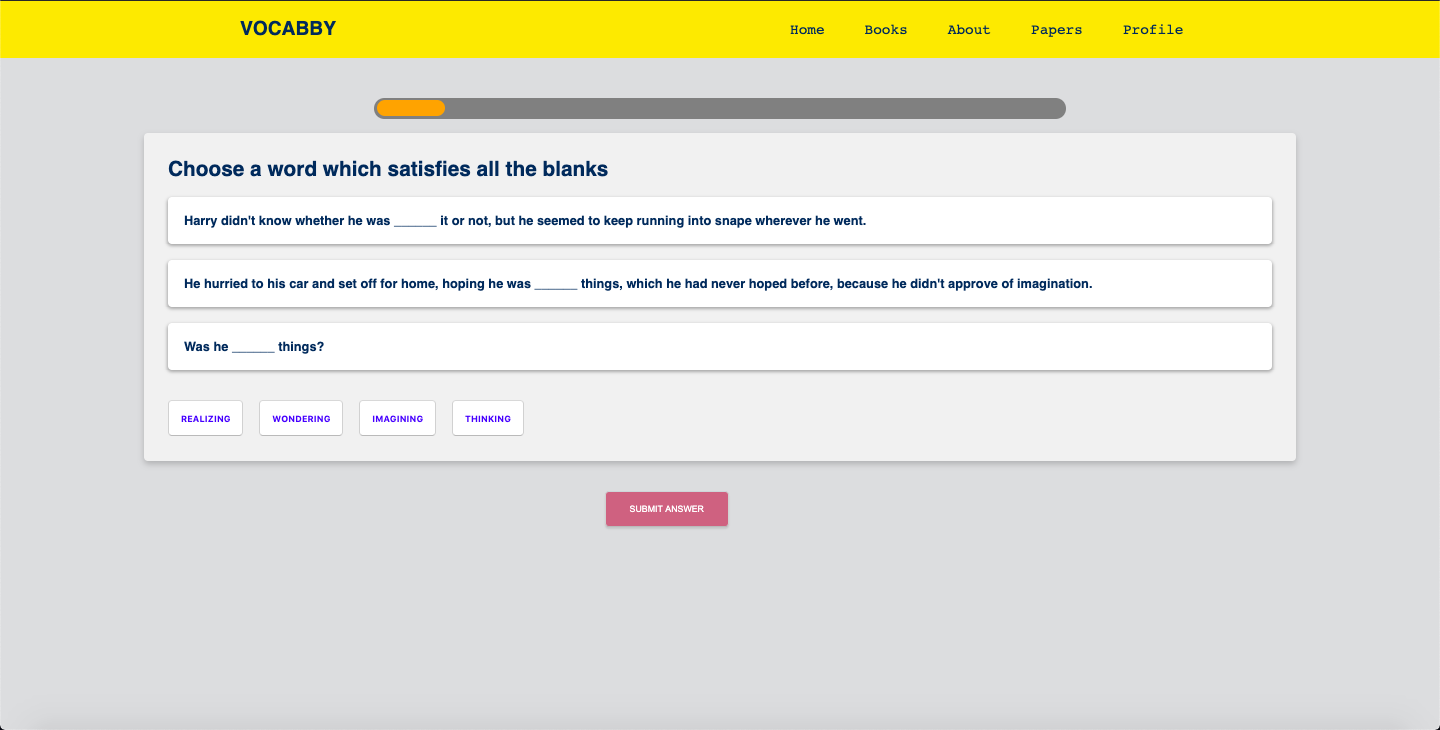 VOCABBY
Home Books About Papers Profile
Choose a word which satisfies all the blanks
Harry didn't know whether he was ______ it or not, but he seemed to keep running into snape wherever he went.
He hurried to his car and set off for home, hoping he was ______ things, which he had never hoped before, because he didn't approve of imagination.
Was he ______ things?
REALIZING WONDERING IMAGINING THINKING
SUBMIT ANSWER